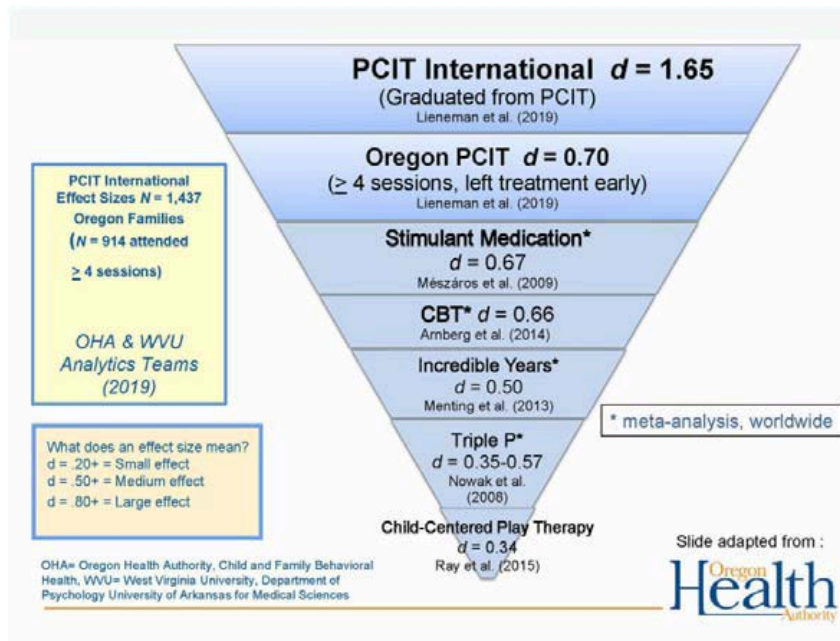 PCIT International d = 1.65
(Graduated from PCIT)
Lieneman et al. (2019)
Oregon PCIT d = 0.70
(≥ 4 sessions, left treatment early)
Lieneman et al. (2019)
Stimulant Medication*
d = 0.67
Mészáros et al. (2009)
CBT* d = 0.66
Arnberg et al. (2014)
Incredible Years*
d = 0.50
Menting et al. (2013)
Triple P*
d = 0.35-0.57
Nowak et al.
(2008)
Child-Centered Play Therapy
d = 0.34
Ray et al. (2015)
PCIT International
Effect Sizes N = 1,437
Oregon Families
(N = 914 attended
≥ 4 sessions)
OHA & WVU
Analytics Teams
(2019)
* meta-analysis, worldwide
What does an effect size mean?
d = .20+ = Small effect
d = .50+ = Medium effect
d = .80+ = Large effect
OHA= Oregon Health Authority, Child and Family Behavioral
Health, WVU= West Virginia University, Department of
Psychology University of Arkansas for Medical Sciences
Slide adapted from :
Oregon
Health
Authority